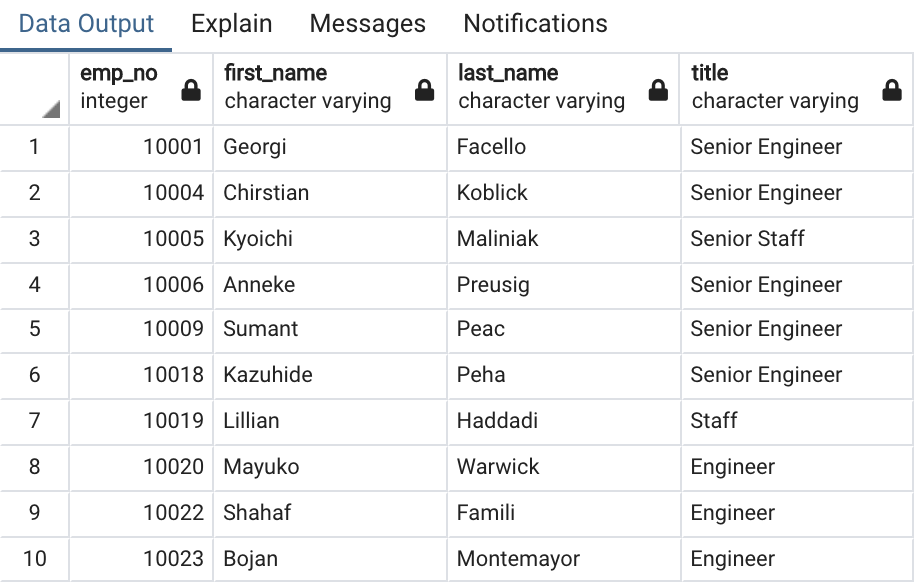 Data Output Explain Messages Notifications
emp_no first_name last_name title
integer character varying character varying character varying
1 10001 Georgi Facello Senior Engineer
2 10004 Chirstian Koblick Senior Engineer
3 10005 Kyoichi Maliniak Senior Staff
4 10006 Anneke Preusig Senior Engineer
5 10009 Sumant Peac Senior Engineer
6 10018 Kazuhide Peha Senior Engineer
7 10019 Lillian Haddadi Staff
8 10020 Mayuko Warwick Engineer
9 10022 Shahaf Famili Engineer
10 10023 Bojan Montemayor Engineer